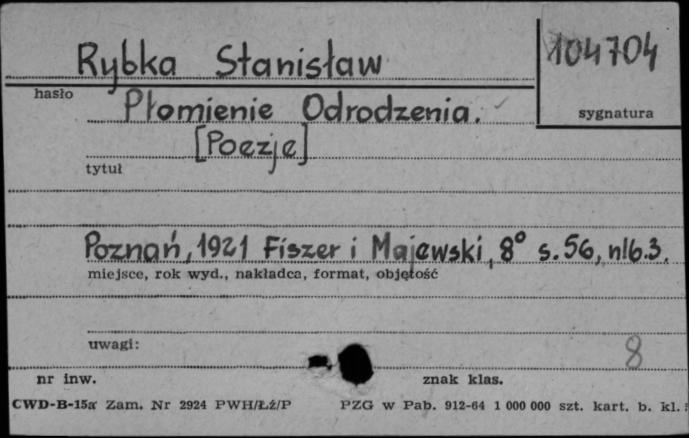 Rybka Stanisław
104704
hasło
sygnatura
Płomienie Odrodzenia.
[Poezje]
tytuł
Poznań, 1921 Fiszer i Majewski, 8° s. 56, nlb. 3.
miejsce, rok wyd., nakładca, format, objętość
uwagi:
8
nr inw.
znak klas.
CWD-B-15a Zam. Nr 2924 PWH/Łź/P
PZG w Pab. 912-64 1 000 000 szt. kart. b. kl.